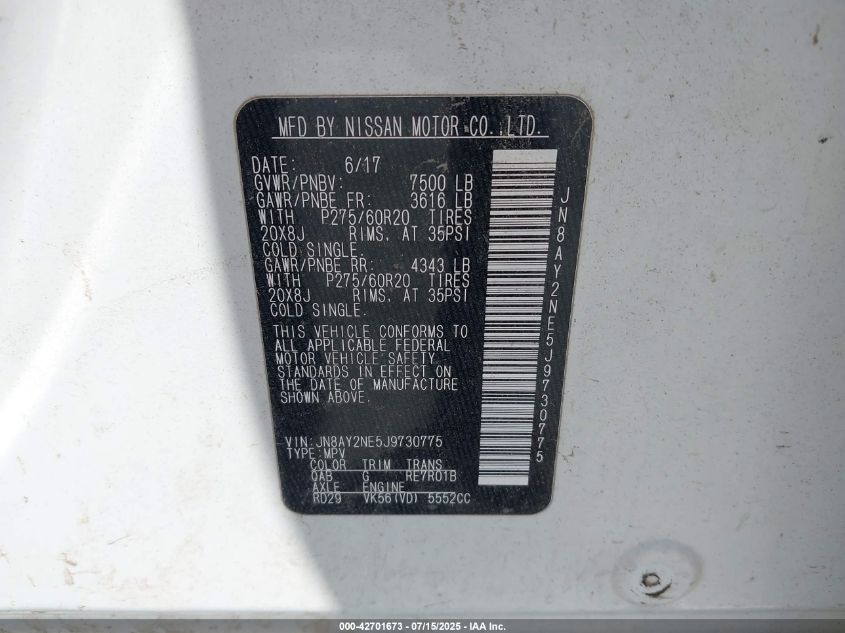 MFD BY NISSAN MOTOR CO.,LTD.
DATE: 6/17
GVWR/PNBV: 7500 LB
GAWR/PNBE FR: 3616 LB
WITH P275/60R20 TIRES
20X8J RIMS, AT 35PSI
COLD SINGLE.
GAWR/PNBE RR: 4343 LB
WITH P275/60R20 TIRES
20X8J RIMS, AT 35PSI
COLD SINGLE.
THIS VEHICLE CONFORMS TO
ALL APPLICABLE FEDERAL
MOTOR VEHICLE SAFETY
STANDARDS IN EFFECT ON
THE DATE OF MANUFACTURE
SHOWN ABOVE.
VIN:JN8AY2NE5J9730775
TYPE:MPV
COLOR TRIM TRANS
QAB G RE7R01B
AXLE ENGINE
RD29 VK56(VD) 5552CC
JN8AY2NE5J9730775
000-42701673 - 07/15/2025 - IAA Inc.